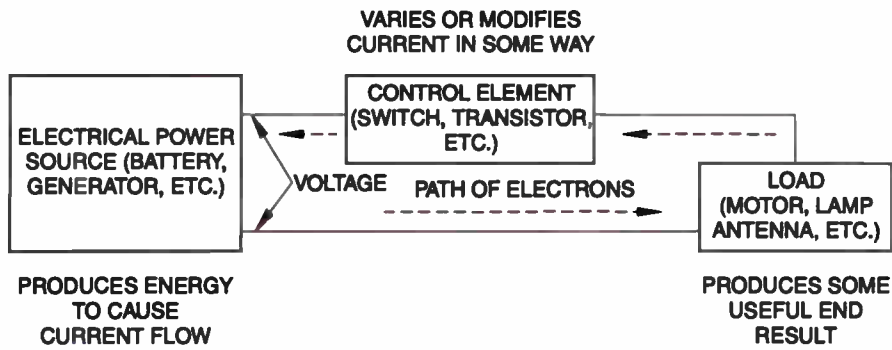 VARIES OR MODIFIES
CURRENT IN SOME WAY
ELECTRICAL POWER
SOURCE (BATTERY,
GENERATOR, ETC.)
CONTROL ELEMENT
(SWITCH, TRANSISTOR,
ETC.)
VOLTAGE
PATH OF ELECTRONS
LOAD
(MOTOR, LAMP
ANTENNA, ETC.)
PRODUCES ENERGY
TO CAUSE
CURRENT FLOW
PRODUCES SOME
USEFUL END
RESULT